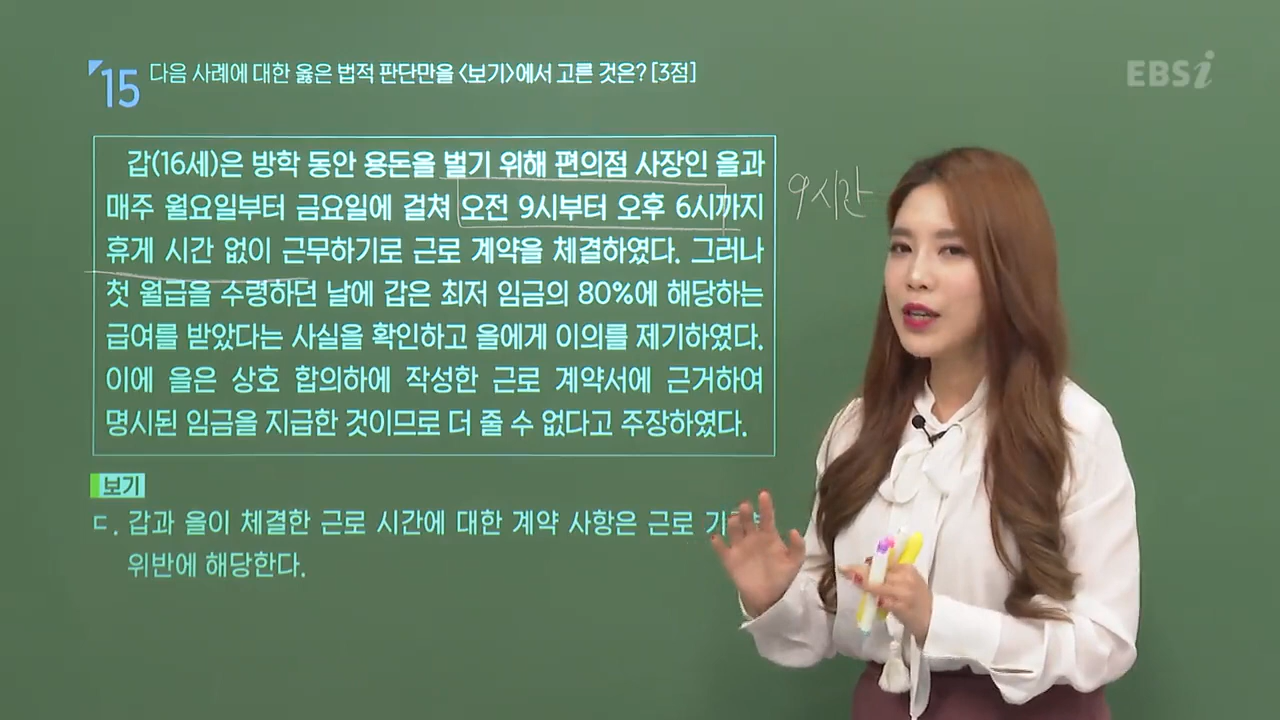 15 다음 사례에 대한 옳은 법적 판단만을 <보기>에서 고른 것은? [3점]
EBSi
갑(16세)은 방학 동안 용돈을 벌기 위해 편의점 사장인 을과
매주 월요일부터 금요일에 걸쳐 오전 9시부터 오후 6시까지
9시간
휴게 시간 없이 근무하기로 근로 계약을 체결하였다. 그러나
첫 월급을 수령하던 날에 갑은 최저 임금의 80%에 해당하는
급여를 받았다는 사실을 확인하고 을에게 이의를 제기하였다.
이에 을은 상호 합의하에 작성한 근로 계약서에 근거하여
명시된 임금을 지급한 것이므로 더 줄 수 없다고 주장하였다.
보기
ㄷ. 갑과 을이 체결한 근로 시간에 대한 계약 사항은 근로
위반에 해당한다.